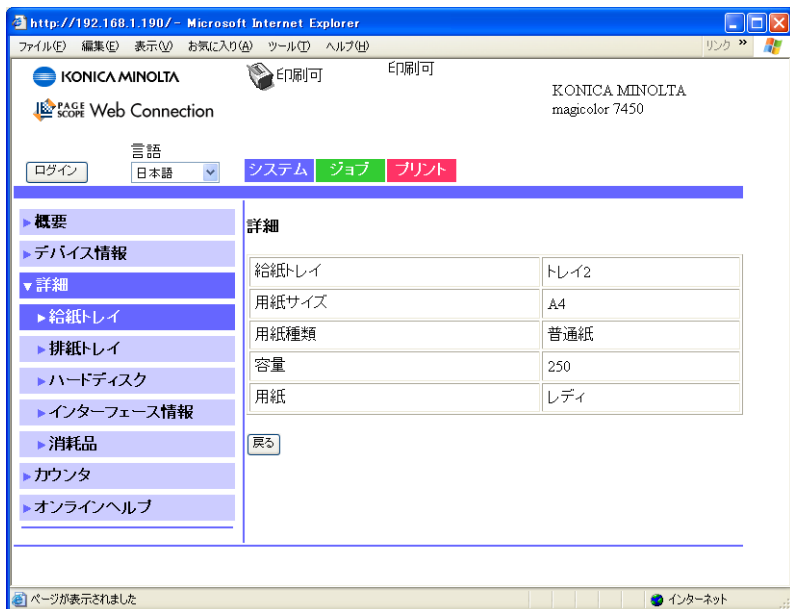 http://192.168.1.190/ - Microsoft Internet Explorer
ファイル(F) 編集(E) 表示(V) お気に入り(A) ツール(T) ヘルプ(H) リンク »
KONICA MINOLTA
印刷可 印刷可
KONICA MINOLTA
magicolor 7450
PAGE SCOPE Web Connection
言語
ログイン 日本語 システム ジョブ プリント
概要
デバイス情報
詳細
給紙トレイ
排紙トレイ
ハードディスク
インターフェース情報
消耗品
カウンタ
オンラインヘルプ
詳細
給紙トレイ トレイ2
用紙サイズ A4
用紙種類 普通紙
容量 250
用紙 レディ
戻る
ページが表示されました インターネット